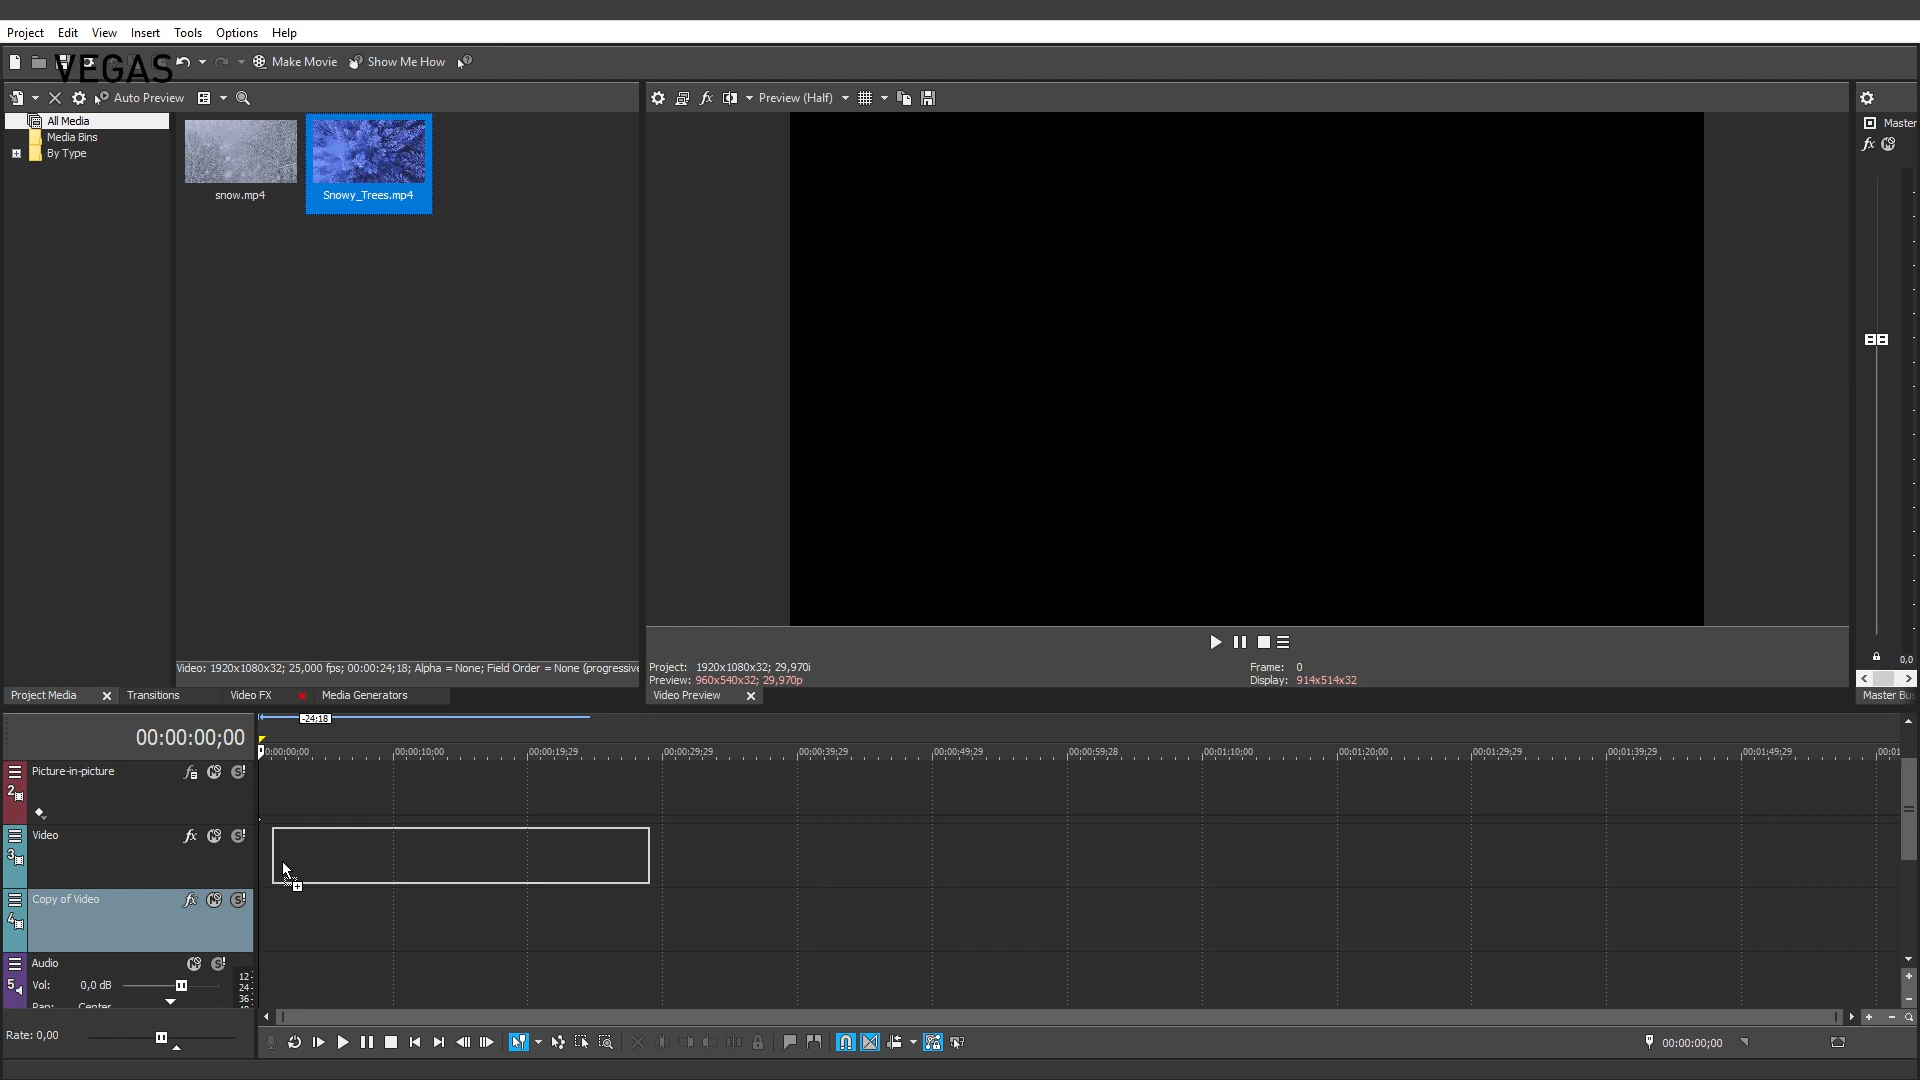 Project Edit View Insert Tools Options Help
VEGAS
Make Movie Show Me How
Auto Preview
Preview (Half)
All Media
Media Bins
By Type
snow.mp4
Snowy_Trees.mp4
Master
fx
Video: 1920x1080x32; 25,000 fps; 00:00:24;18; Alpha = None; Field Order = None (progressive
Project: 1920x1080x32; 29,970i
Preview: 960x540x32; 29,970p
Frame: 0
Display: 914x514x32
0,0
Project Media Transitions Video FX Media Generators
Video Preview
Master Bus
-24;18
00:00:00;00
0:00:00;00 00:00:10;00 00:00:19;29 00:00:29;29 00:00:39;29 00:00:49;29 00:00:59;28 00:01:10;00 00:01:20;00 00:01:29;29 00:01:39;29 00:01:49;29 00:01
2 Picture-in-picture
3 Video
4 Copy of Video
5 Audio
Vol: 0,0 dB
12
24
36
Pan: Center
Rate: 0,00
00:00:00;00